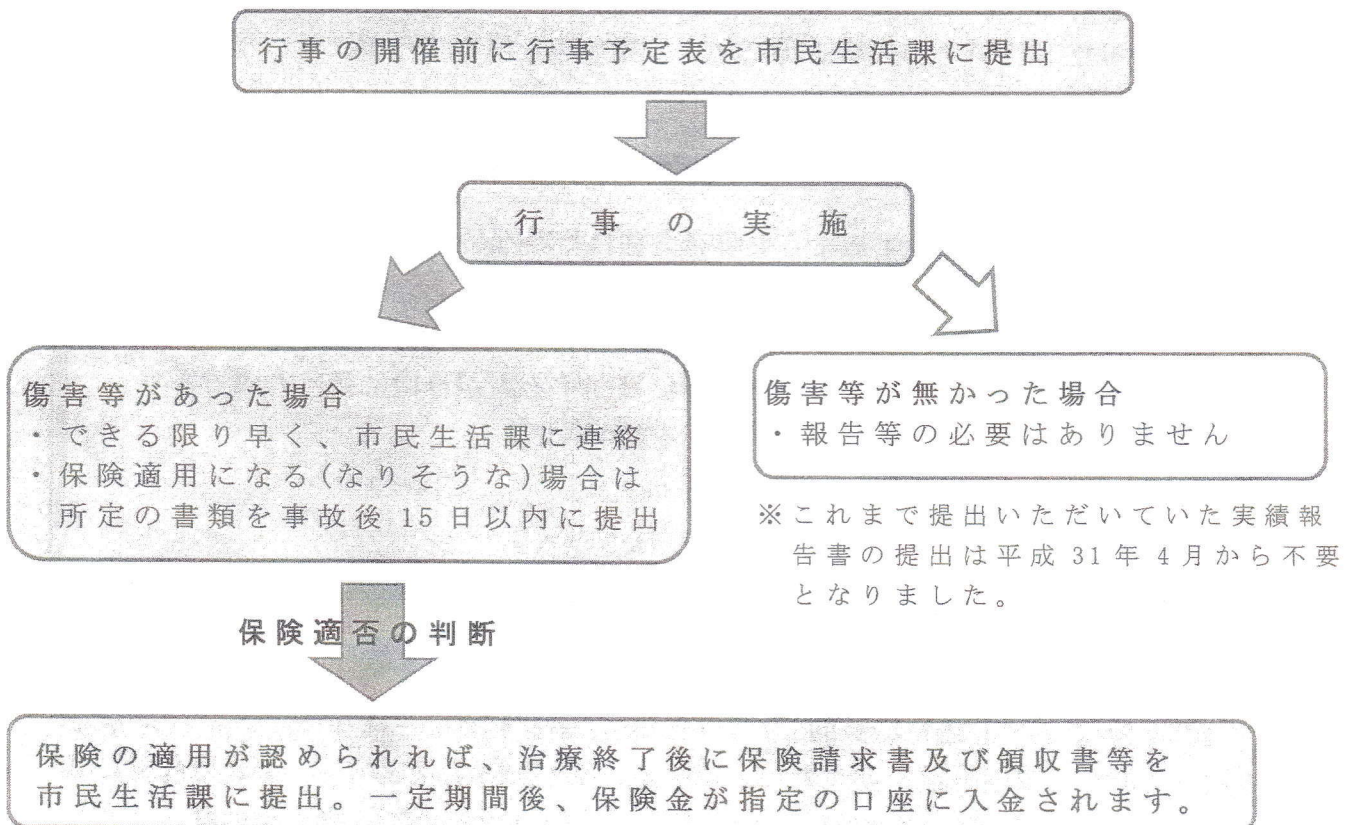 行事の開催前に行事予定表を市民生活課に提出
行事の実施
傷害等があった場合
・できる限り早く、市民生活課に連絡
・保険適用になる(なりそうな)場合は
所定の書類を事故後15日以内に提出
傷害等が無かった場合
・報告等の必要はありません
※これまで提出いただいていた実績報
告書の提出は平成31年4月から不要
となりました。
保険適否の判断
保険の適用が認められれば、治療終了後に保険請求書及び領収書等を
市民生活課に提出。一定期間後、保険金が指定の口座に入金されます。